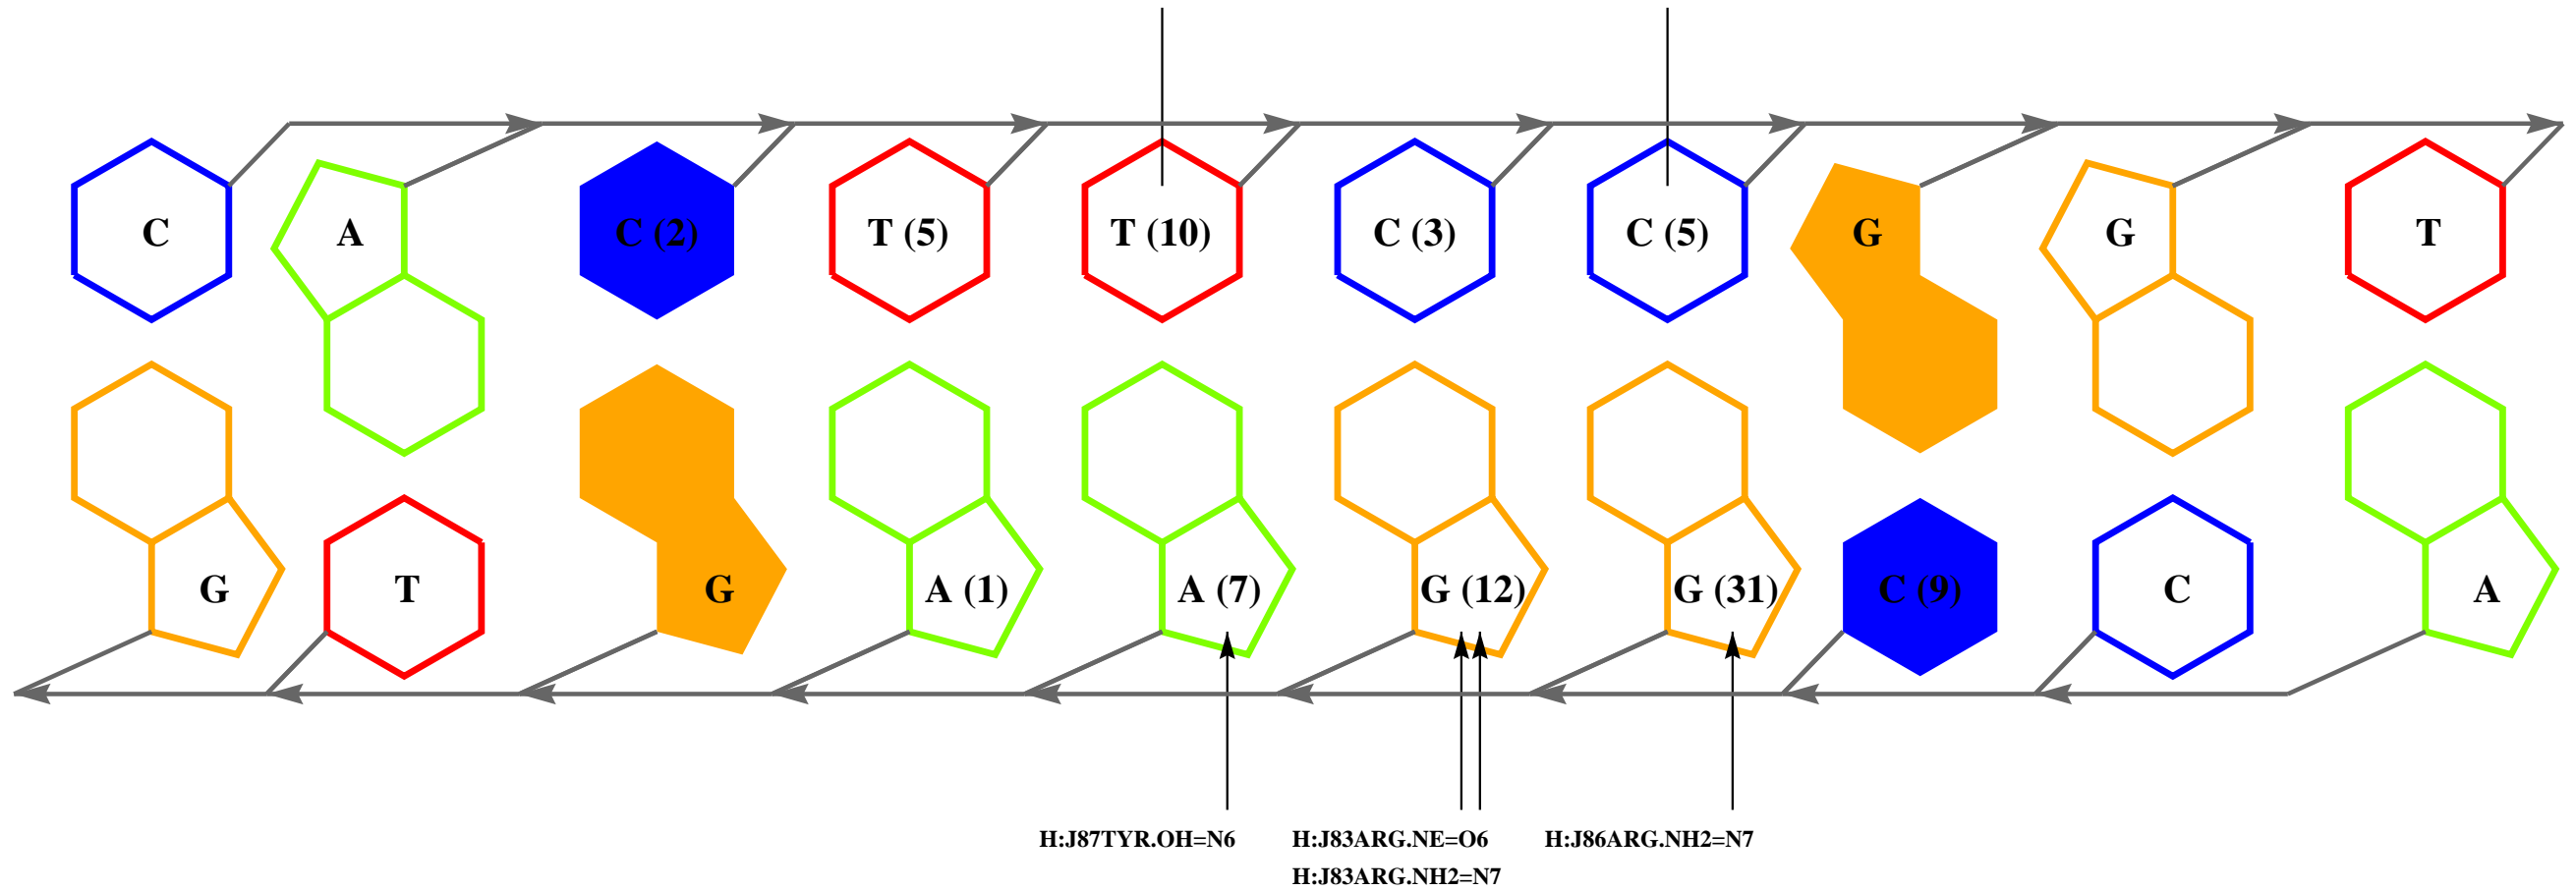 C A C (2) T (5) T (10) C (3) C (5) G G T
G T G A (1) A (7) G (12) G (31) C (9) C A
H:J87TYR.OH=N6 H:J83ARG.NE=O6 H:J86ARG.NH2=N7
H:J83ARG.NH2=N7